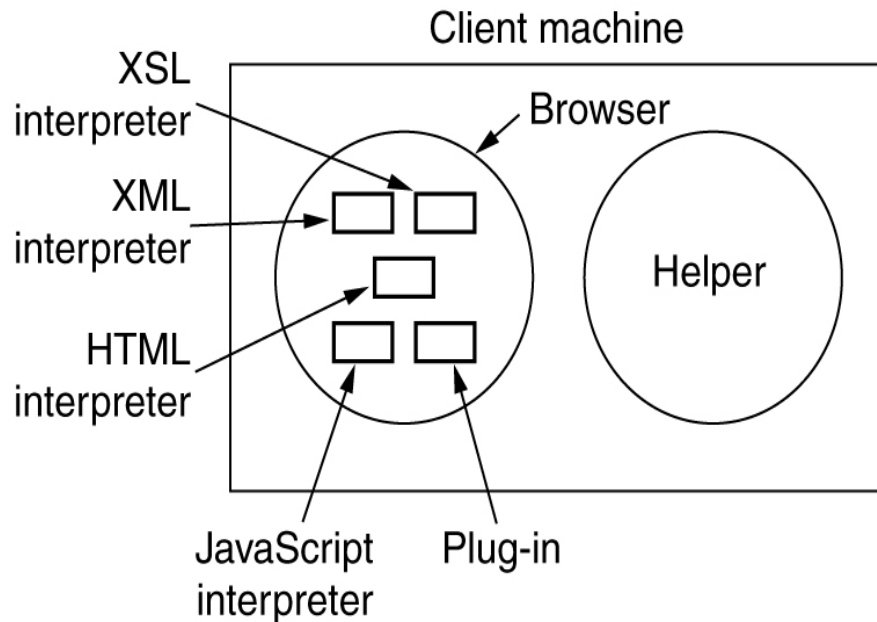 Client machine
XSL
interpreter
Browser
XML
interpreter
Helper
HTML
interpreter
JavaScript
interpreter
Plug-in